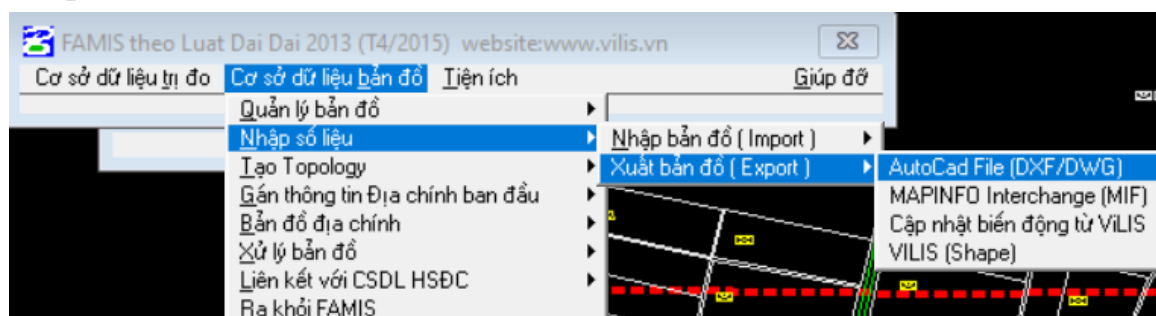 FAMIS theo Luat Dai Dai 2013 (T4/2015) website:www.vilis.vn
Cơ sở dữ liệu trị đo Cơ sở dữ liệu bản đồ Tiện ích Giúp đỡ
Quản lý bản đồ
Nhập số liệu
Tạo Topology
Gán thông tin Địa chính ban đầu
Bản đồ địa chính
Xử lý bản đồ
Liên kết với CSDL HSĐC
Ra khỏi FAMIS
Nhập bản đồ ( Import )
Xuất bản đồ ( Export )
AutoCad File (DXF/DWG)
MAPINFO Interchange (MIF)
Cập nhật biến động từ ViLIS
VILIS (Shape)